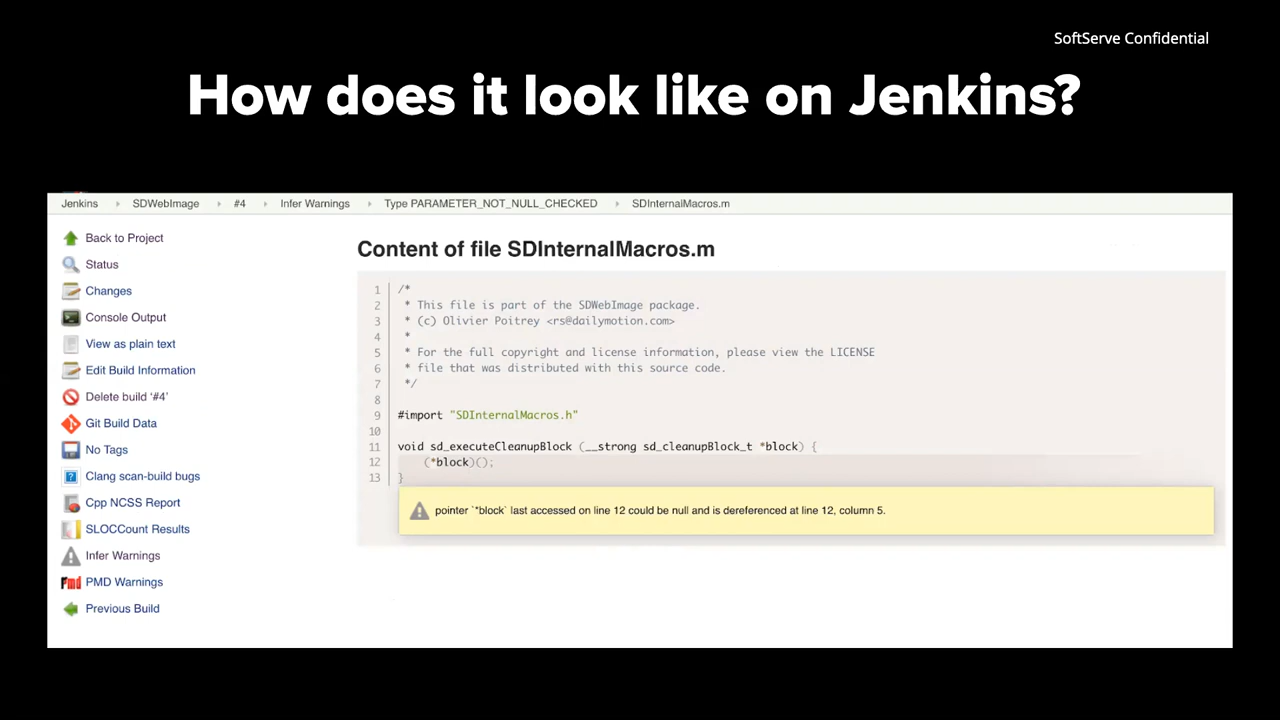 SoftServe Confidential
How does it look like on Jenkins?
Jenkins SDWebImage #4 Infer Warnings Type PARAMETER_NOT_NULL_CHECKED SDInternalMacros.m
Back to Project
Status
Changes
Console Output
View as plain text
Edit Build Information
Delete build '#4'
Git Build Data
No Tags
Clang scan-build bugs
Cpp NCSS Report
SLOCCount Results
Infer Warnings
PMD Warnings
Previous Build
Content of file SDInternalMacros.m
1 /*
2 * This file is part of the SDWebImage package.
3 * (c) Olivier Poitrey <rs@dailymotion.com>
4 *
5 * For the full copyright and license information, please view the LICENSE
6 * file that was distributed with this source code.
7 */
8
9 #import "SDInternalMacros.h"
10
11 void sd_executeCleanupBlock (__strong sd_cleanupBlock_t *block) {
12 (*block)();
13 }
pointer `*block` last accessed on line 12 could be null and is dereferenced at line 12, column 5.